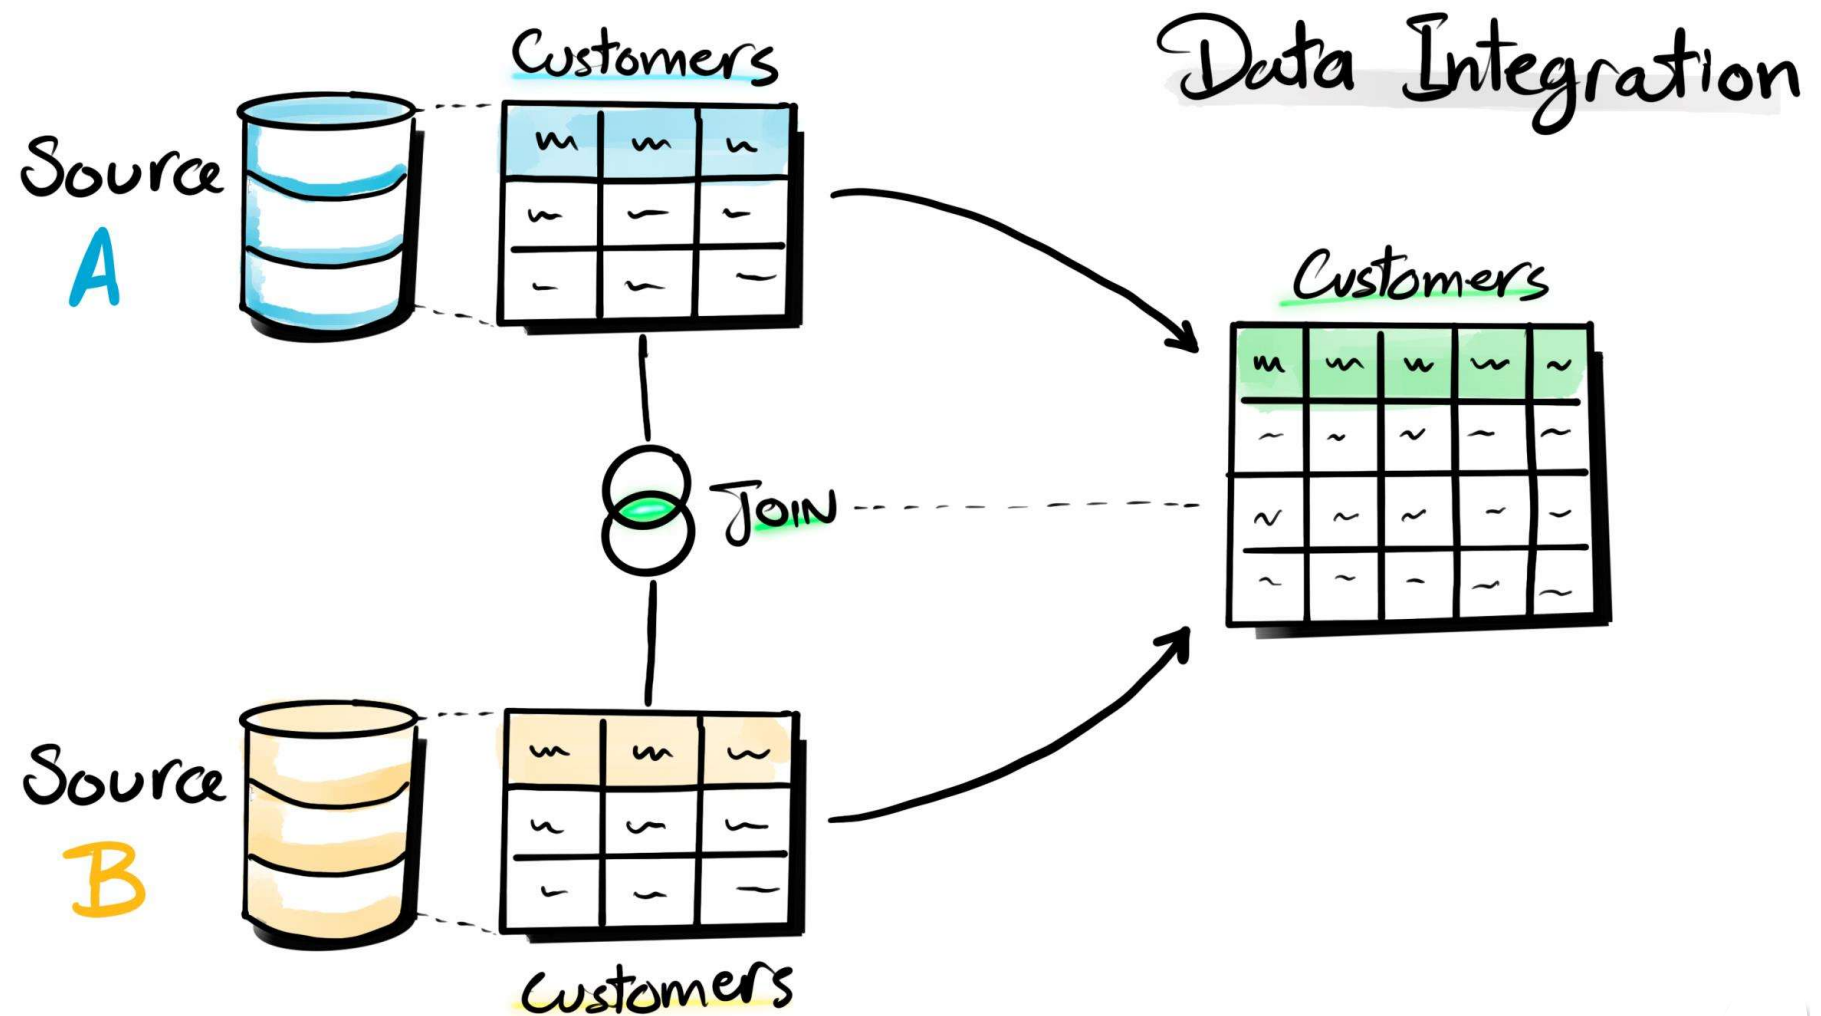 Data Integration
Customers
Source
A
Customers
JOIN
Source
B
Customers